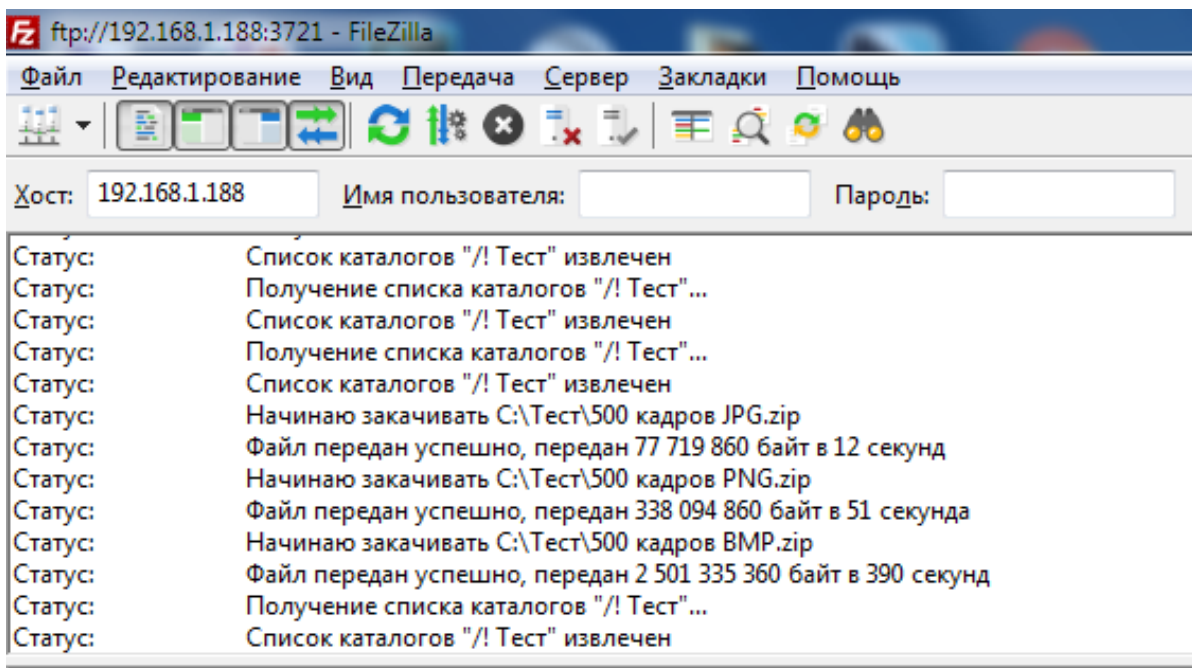 ftp://192.168.1.188:3721 - FileZilla
Файл Редактирование Вид Передача Сервер Закладки Помощь
Хост: 192.168.1.188 Имя пользователя: Пароль:
Статус: Список каталогов "/! Тест" извлечен
Статус: Получение списка каталогов "/! Тест"...
Статус: Список каталогов "/! Тест" извлечен
Статус: Получение списка каталогов "/! Тест"...
Статус: Список каталогов "/! Тест" извлечен
Статус: Начинаю закачивать C:\Тест\500 кадров JPG.zip
Статус: Файл передан успешно, передан 77 719 860 байт в 12 секунд
Статус: Начинаю закачивать C:\Тест\500 кадров PNG.zip
Статус: Файл передан успешно, передан 338 094 860 байт в 51 секунда
Статус: Начинаю закачивать C:\Тест\500 кадров BMP.zip
Статус: Файл передан успешно, передан 2 501 335 360 байт в 390 секунд
Статус: Получение списка каталогов "/! Тест"...
Статус: Список каталогов "/! Тест" извлечен